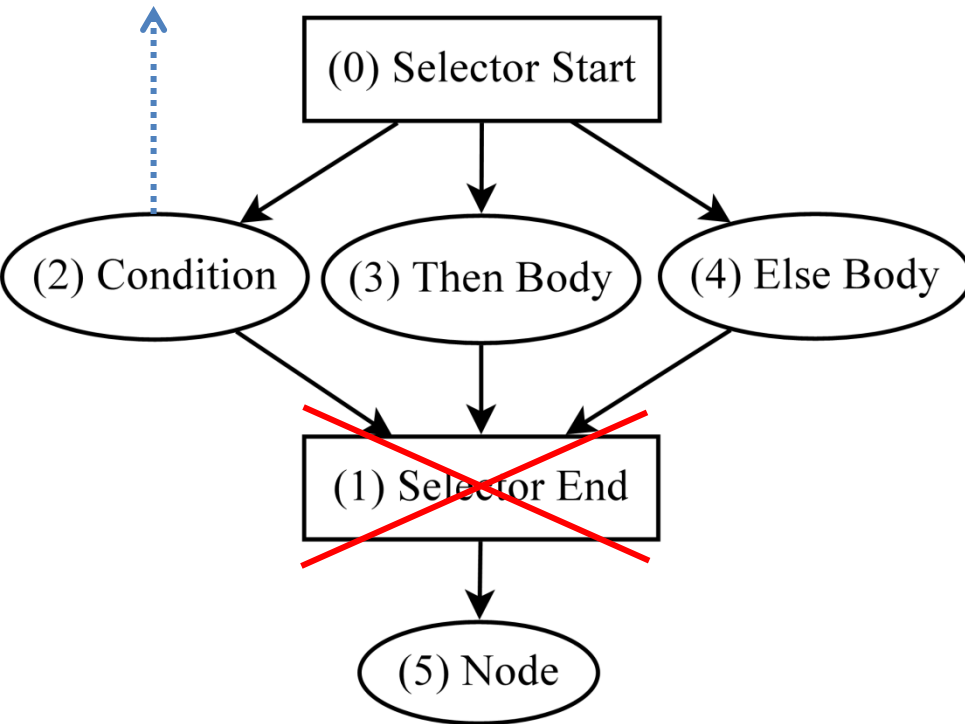 (0) Selector Start
(2) Condition
(3) Then Body
(4) Else Body
(1) Selector End
(5) Node